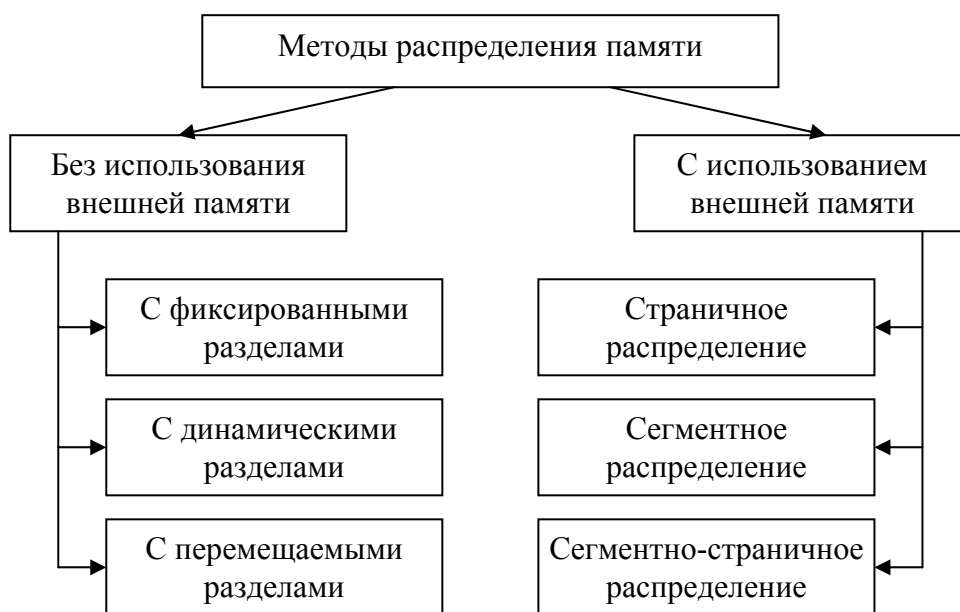 Методы распределения памяти
Без использования
внешней памяти
С использованием
внешней памяти
С фиксированными
разделами
Страничное
распределение
С динамическими
разделами
Сегментное
распределение
С перемещаемыми
разделами
Сегментно-страничное
распределение